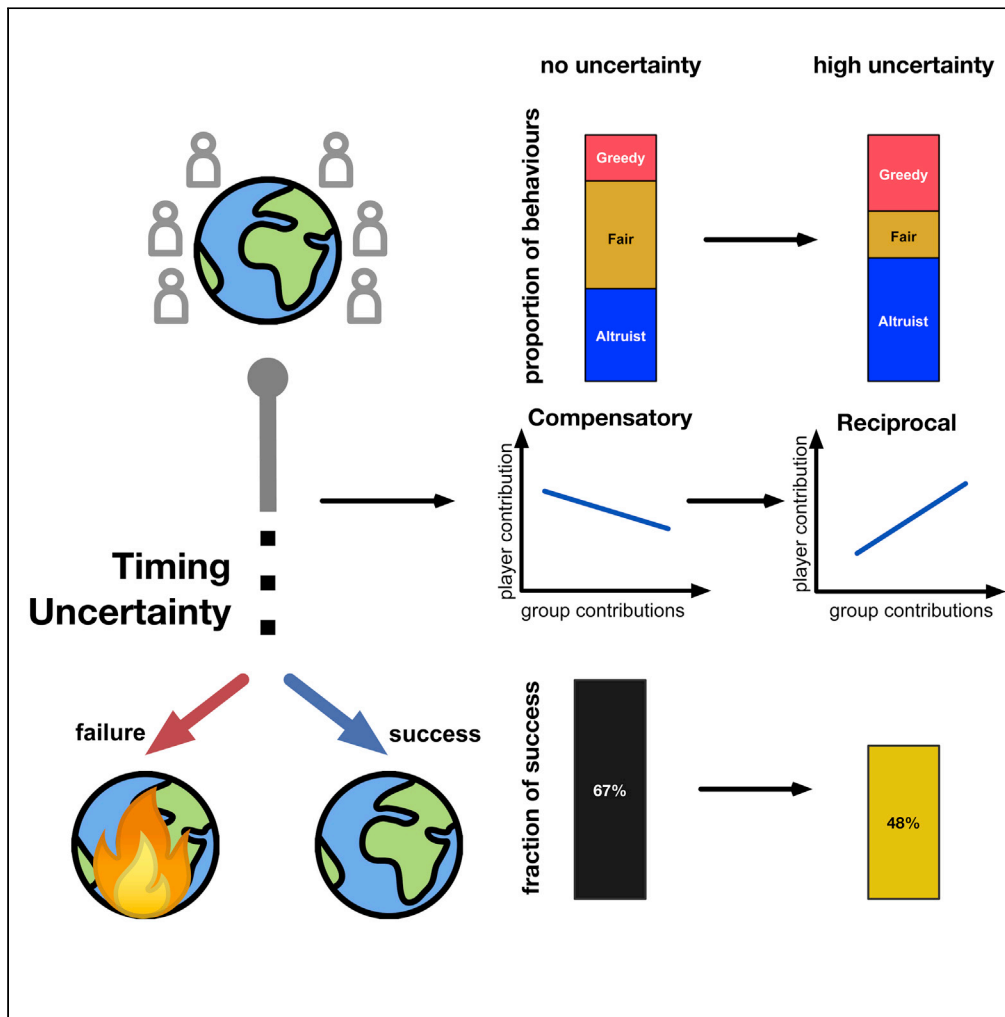 no uncertainty
high uncertainty
proportion of behaviours
Greedy
Fair
Altruist
Greedy
Fair
Altruist
Timing
Uncertainty
Compensatory
player contribution
group contributions
Reciprocal
player contribution
group contributions
failure
success
fraction of success
67%
48%